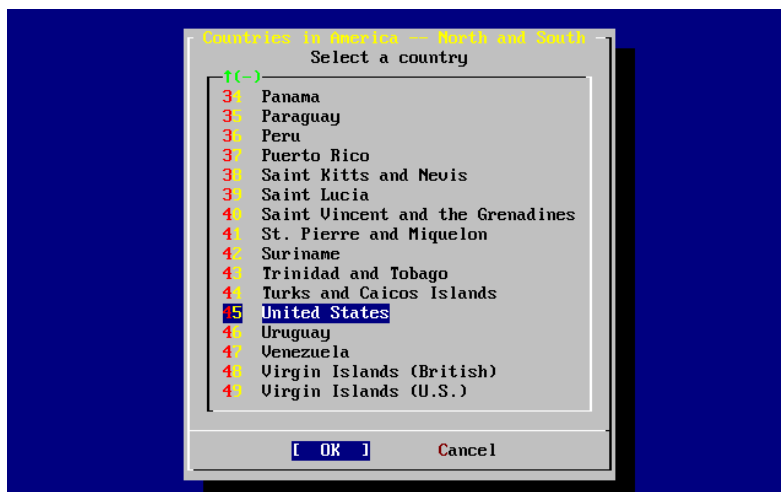 Countries in America -- North and South
Select a country
↑(-)
34 Panama
35 Paraguay
36 Peru
37 Puerto Rico
38 Saint Kitts and Nevis
39 Saint Lucia
40 Saint Vincent and the Grenadines
41 St. Pierre and Miquelon
42 Suriname
43 Trinidad and Tobago
44 Turks and Caicos Islands
45 United States
46 Uruguay
47 Venezuela
48 Virgin Islands (British)
49 Virgin Islands (U.S.)
[ OK ] Cancel